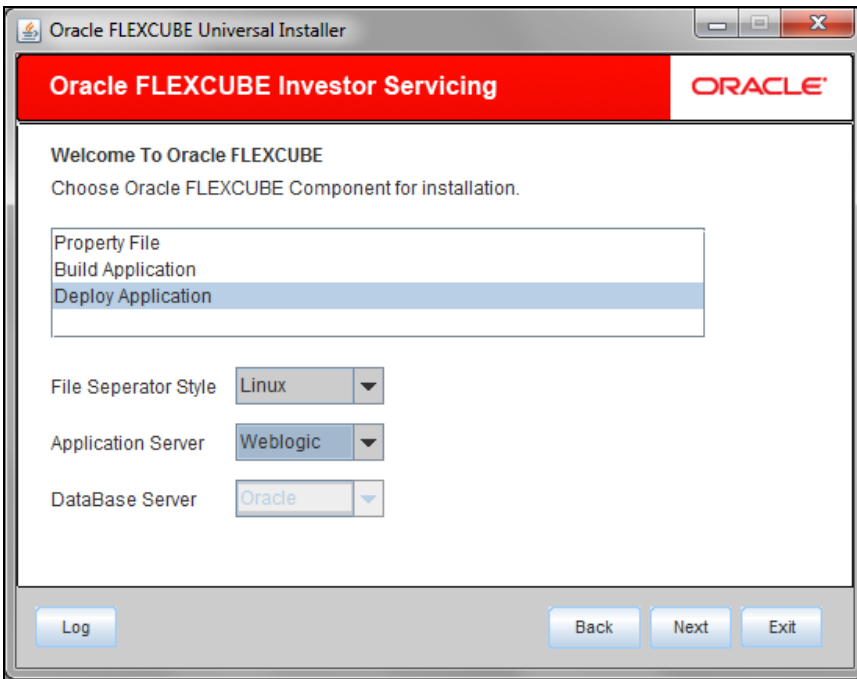 Oracle FLEXCUBE Universal Installer
Oracle FLEXCUBE Investor Servicing
ORACLE
Welcome To Oracle FLEXCUBE
Choose Oracle FLEXCUBE Component for installation.
Property File
Build Application
Deploy Application
File Seperator Style Linux
Application Server Weblogic
DataBase Server Oracle
Log Back Next Exit